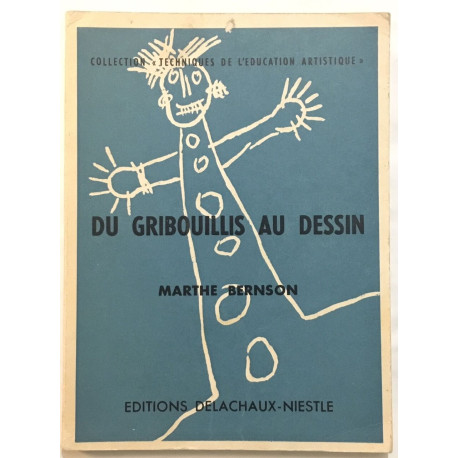 COLLECTION « TECHNIQUES DE L'EDUCATION ARTISTIQUE »
DU GRIBOUILLIS AU DESSIN
MARTHE BERNSON
EDITIONS DELACHAUX-NIESTLE